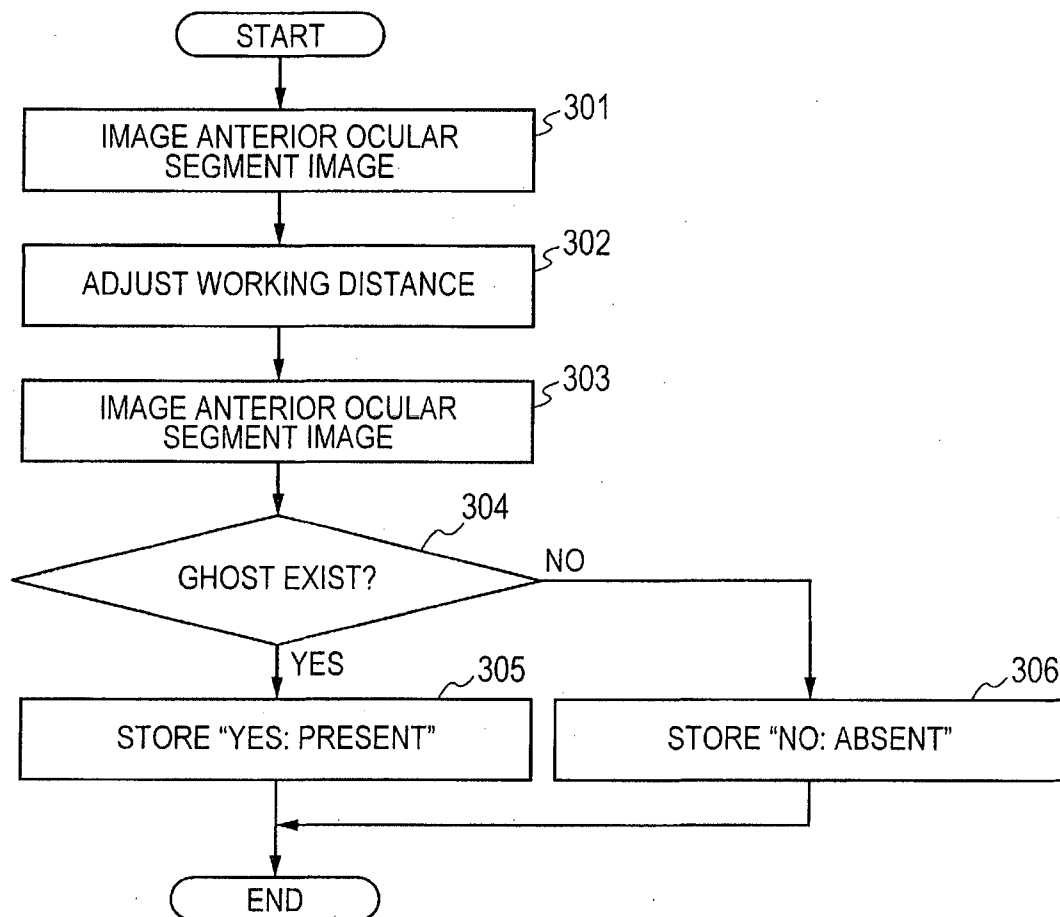 START
301
IMAGE ANTERIOR OCULAR
SEGMENT IMAGE
302
ADJUST WORKING DISTANCE
303
IMAGE ANTERIOR OCULAR
SEGMENT IMAGE
304
GHOST EXIST?
NO
YES
305
STORE “YES: PRESENT”
306
STORE “NO: ABSENT”
END